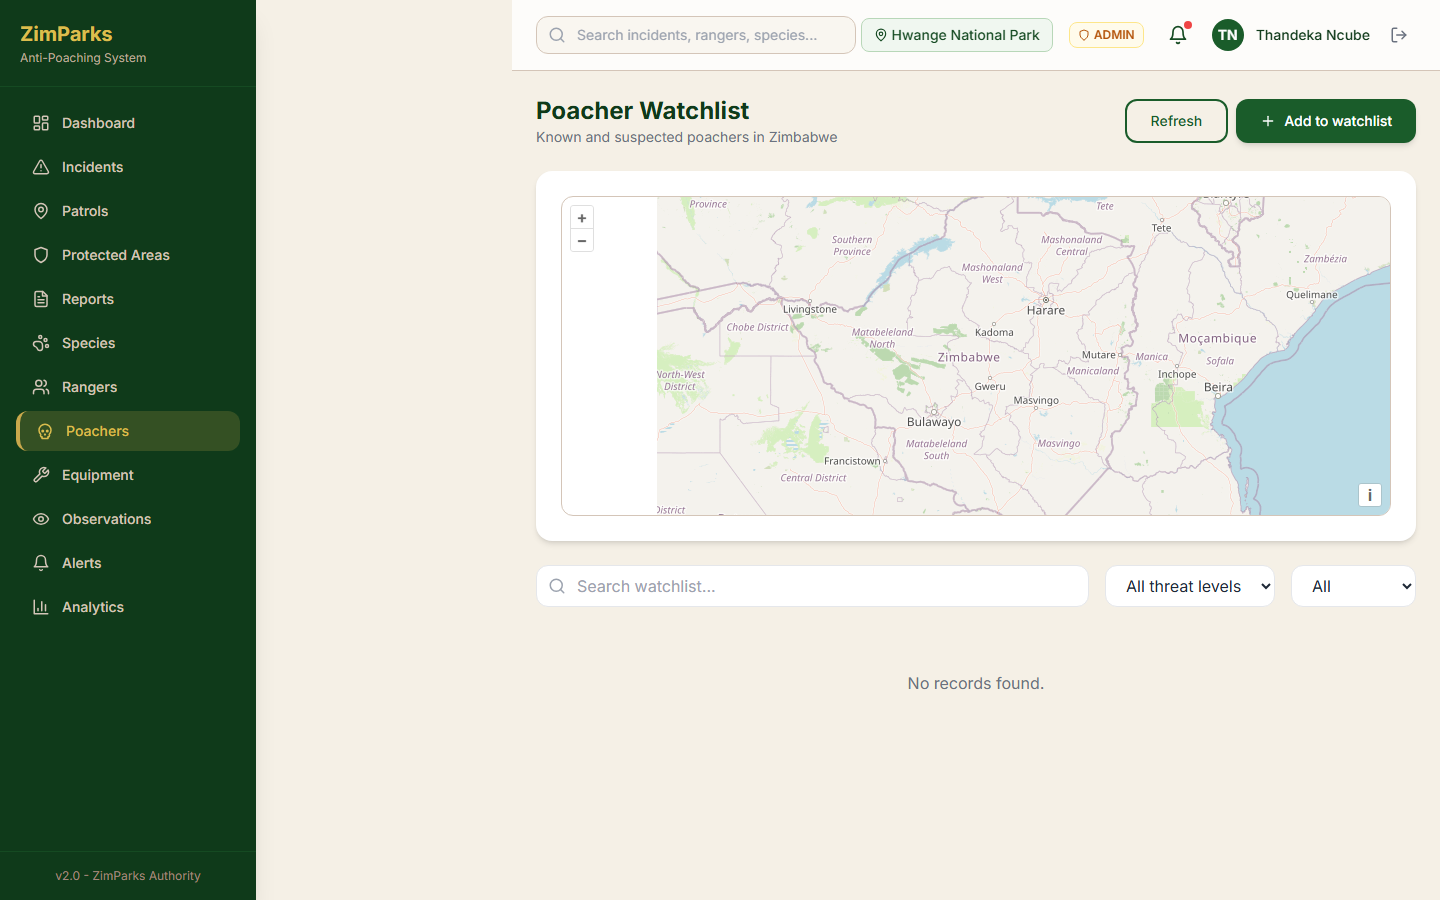 ZimParks
Anti-Poaching System
Dashboard
Incidents
Patrols
Protected Areas
Reports
Species
Rangers
Poachers
Equipment
Observations
Alerts
Analytics
v2.0 - ZimParks Authority
Search incidents, rangers, species...
Hwange National Park
ADMIN
TN
Thandeka Ncube
Poacher Watchlist
Known and suspected poachers in Zimbabwe
Refresh
+ Add to watchlist
+
−
Province
Tete
Tete
Southern
Province
Mashonaland
Central
Zambézia
Mashonaland
West
Quelimane
Livingstone
Harare
Chobe District
Matabeleland
North
Kadoma
Moçambique
Zimbabwe
Mutare
Manica
Sofala
North-West
District
Manicaland
Inchope
Gweru
Beira
Masvingo
Bulawayo
Matabeleland
South
Masvingo
Francistown
Central District
District
i
Search watchlist...
All threat levels
All
No records found.